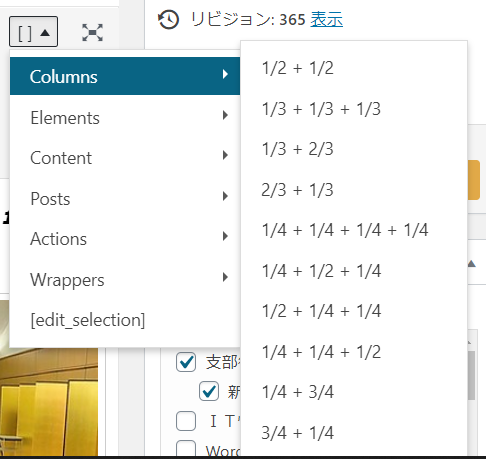 [ ] ▲
リビジョン: 365 表示
Columns
Elements
Content
Posts
Actions
Wrappers
[edit_selection]
1/2 + 1/2
1/3 + 1/3 + 1/3
1/3 + 2/3
2/3 + 1/3
1/4 + 1/4 + 1/4 + 1/4
1/4 + 1/2 + 1/4
1/2 + 1/4 + 1/4
1/4 + 1/4 + 1/2
1/4 + 3/4
3/4 + 1/4
支部
新
ＩＴ
Word